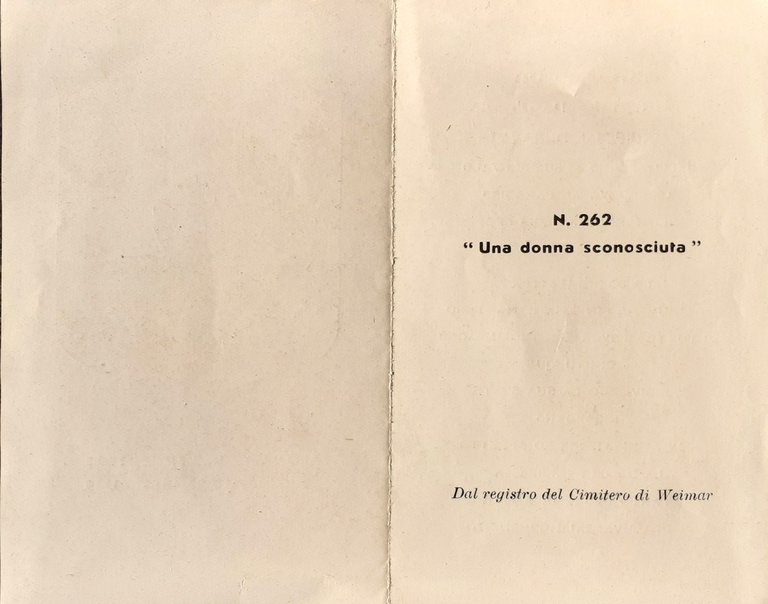 N. 262
“ Una donna sconosciuta ”
Dal registro del Cimitero di Weimar